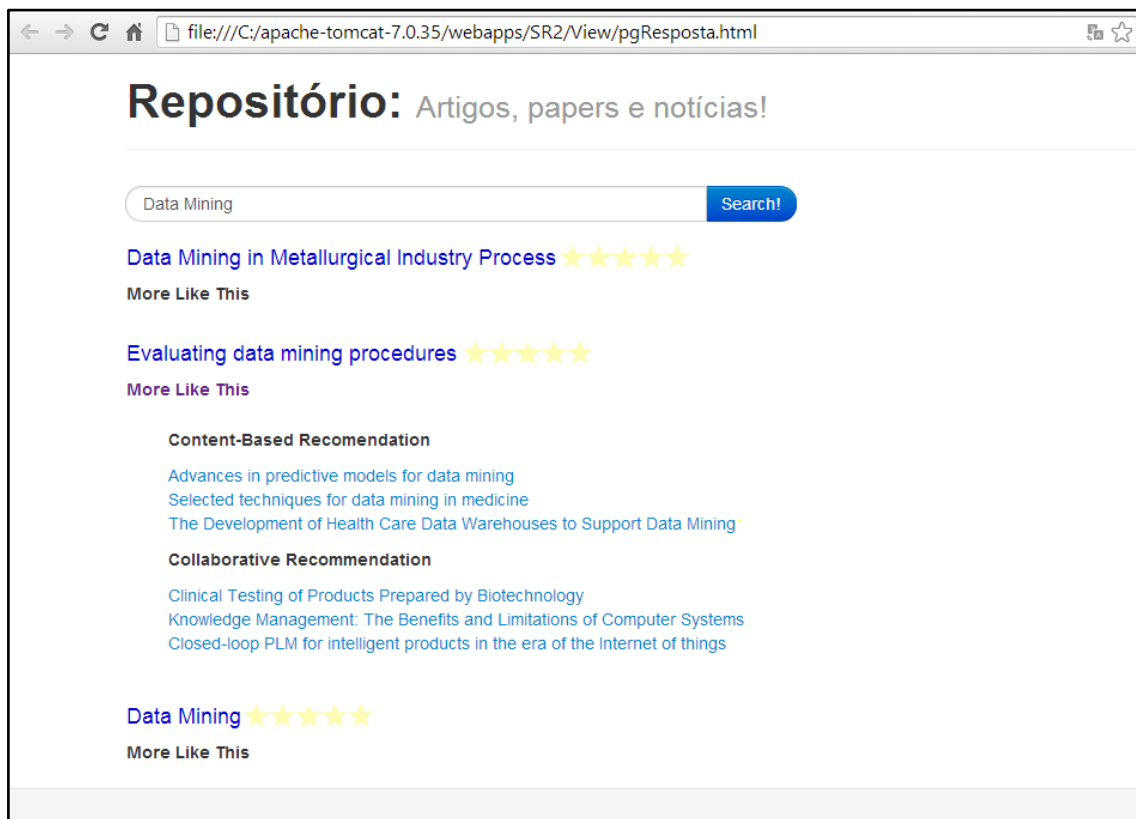 file:///C:/apache-tomcat-7.0.35/webapps/SR2/View/pgResposta.html
Repositório: Artigos, papers e notícias!
Data Mining Search!
Data Mining in Metallurgical Industry Process
More Like This
Evaluating data mining procedures
More Like This
Content-Based Recomendation
Advances in predictive models for data mining
Selected techniques for data mining in medicine
The Development of Health Care Data Warehouses to Support Data Mining
Collaborative Recommendation
Clinical Testing of Products Prepared by Biotechnology
Knowledge Management: The Benefits and Limitations of Computer Systems
Closed-loop PLM for intelligent products in the era of the Internet of things
Data Mining
More Like This